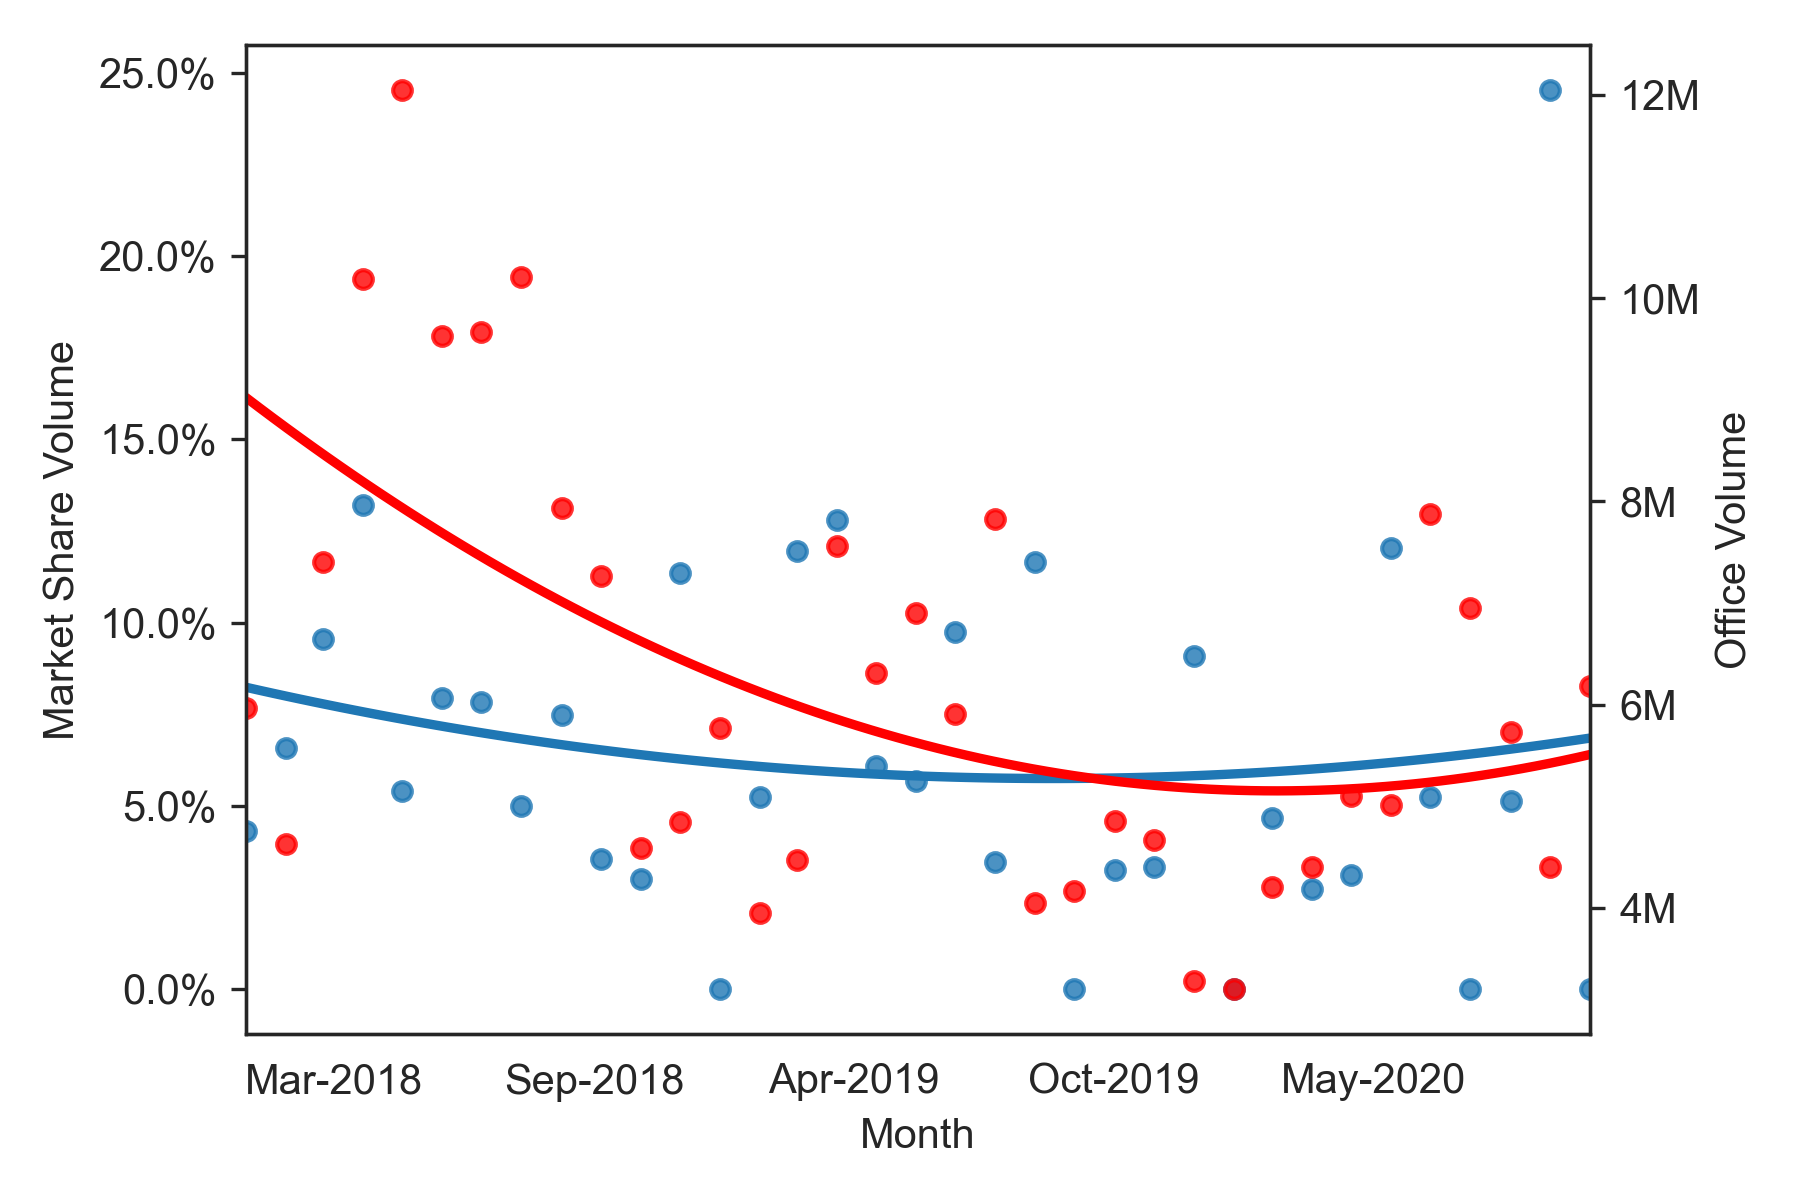 25.0%
20.0%
15.0%
10.0%
5.0%
0.0%
Market Share Volume
12M
10M
8M
6M
4M
Office Volume
Mar-2018
Sep-2018
Apr-2019
Oct-2019
May-2020
Month